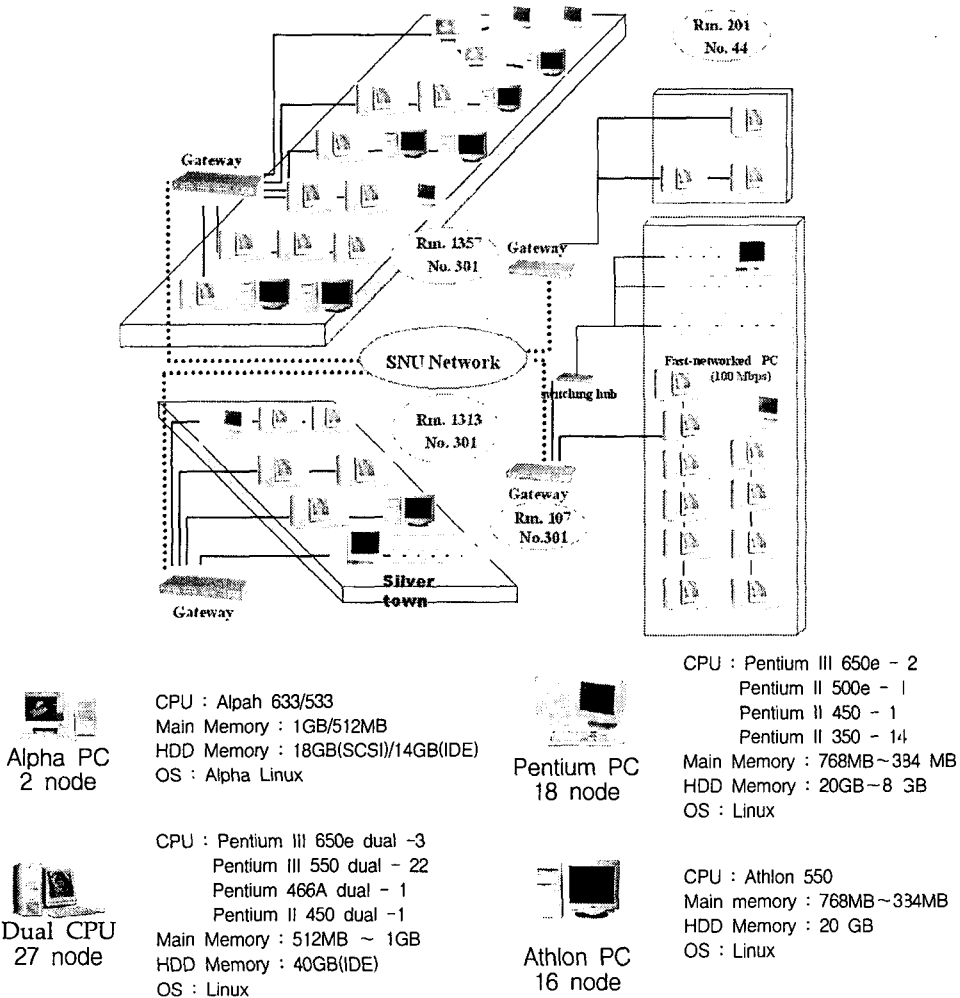 Rm. 201
No. 44
Gateway
Rm. 1357
No. 301
Gateway
SNU Network
Fast-networked PC
(100 Mbps)
switching hub
Rm. 1313
No. 301
Gateway
Rm. 107
No.301
Silver
town
Gateway
Alpha PC
2 node
CPU : Alpah 633/533
Main Memory : 1GB/512MB
HDD Memory : 18GB(SCSI)/14GB(IDE)
OS : Alpha Linux
Pentium PC
18 node
CPU : Pentium III 650e - 2
Pentium II 500e - 1
Pentium II 450 - 1
Pentium II 350 - 14
Main Memory : 768MB~384 MB
HDD Memory : 20GB~8 GB
OS : Linux
Dual CPU
27 node
CPU : Pentium III 650e dual -3
Pentium III 550 dual - 22
Pentium 466A dual - 1
Pentium II 450 dual -1
Main Memory : 512MB ~ 1GB
HDD Memory : 40GB(IDE)
OS : Linux
Athlon PC
16 node
CPU : Athlon 550
Main memory : 768MB~384MB
HDD Memory : 20 GB
OS : Linux